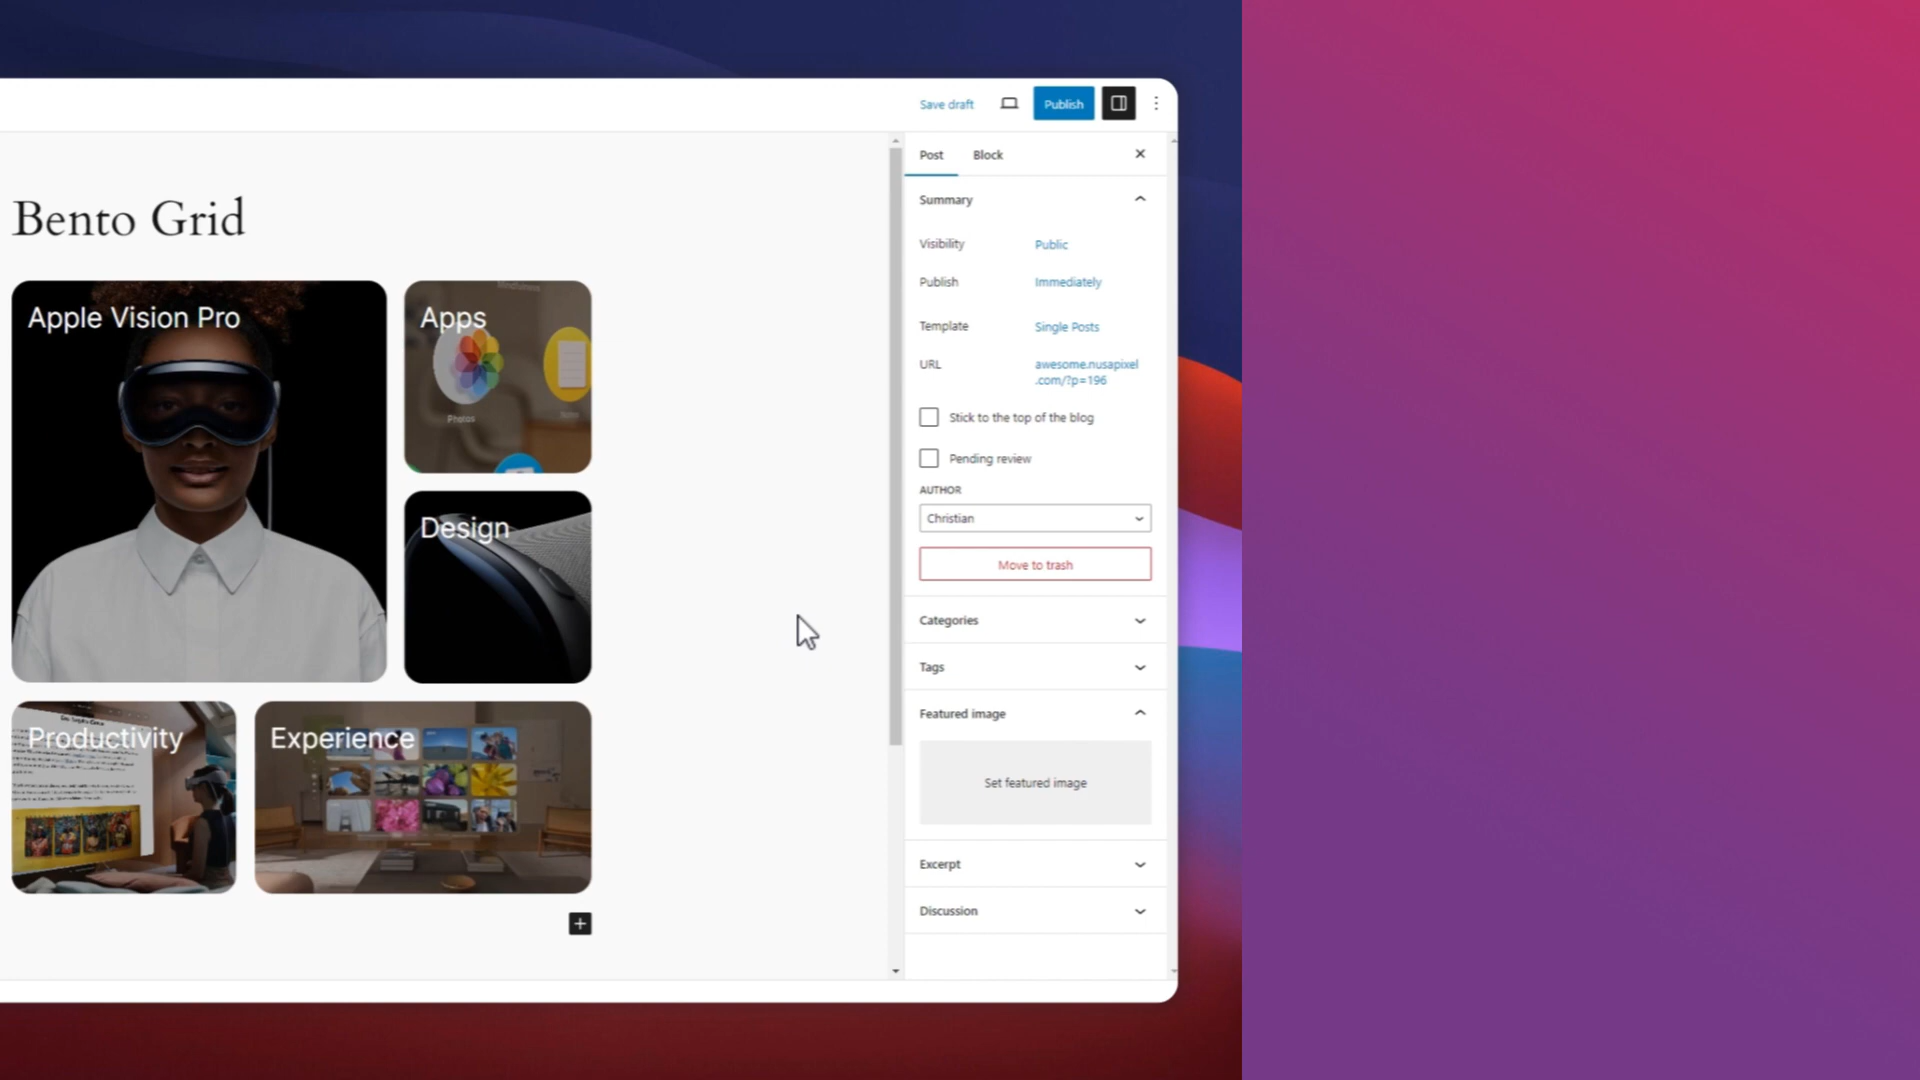 Save draft
Publish
Post
Block
Bento Grid
Summary
Visibility
Public
Publish
Immediately
Template
Single Posts
URL
awesome.nusapixel
.com/?p=196
Stick to the top of the blog
Pending review
AUTHOR
Christian
Move to trash
Categories
Tags
Featured image
Set featured image
Excerpt
Discussion
Apple Vision Pro
Apps
Mindfulness
Photos
Design
Productivity
Experience